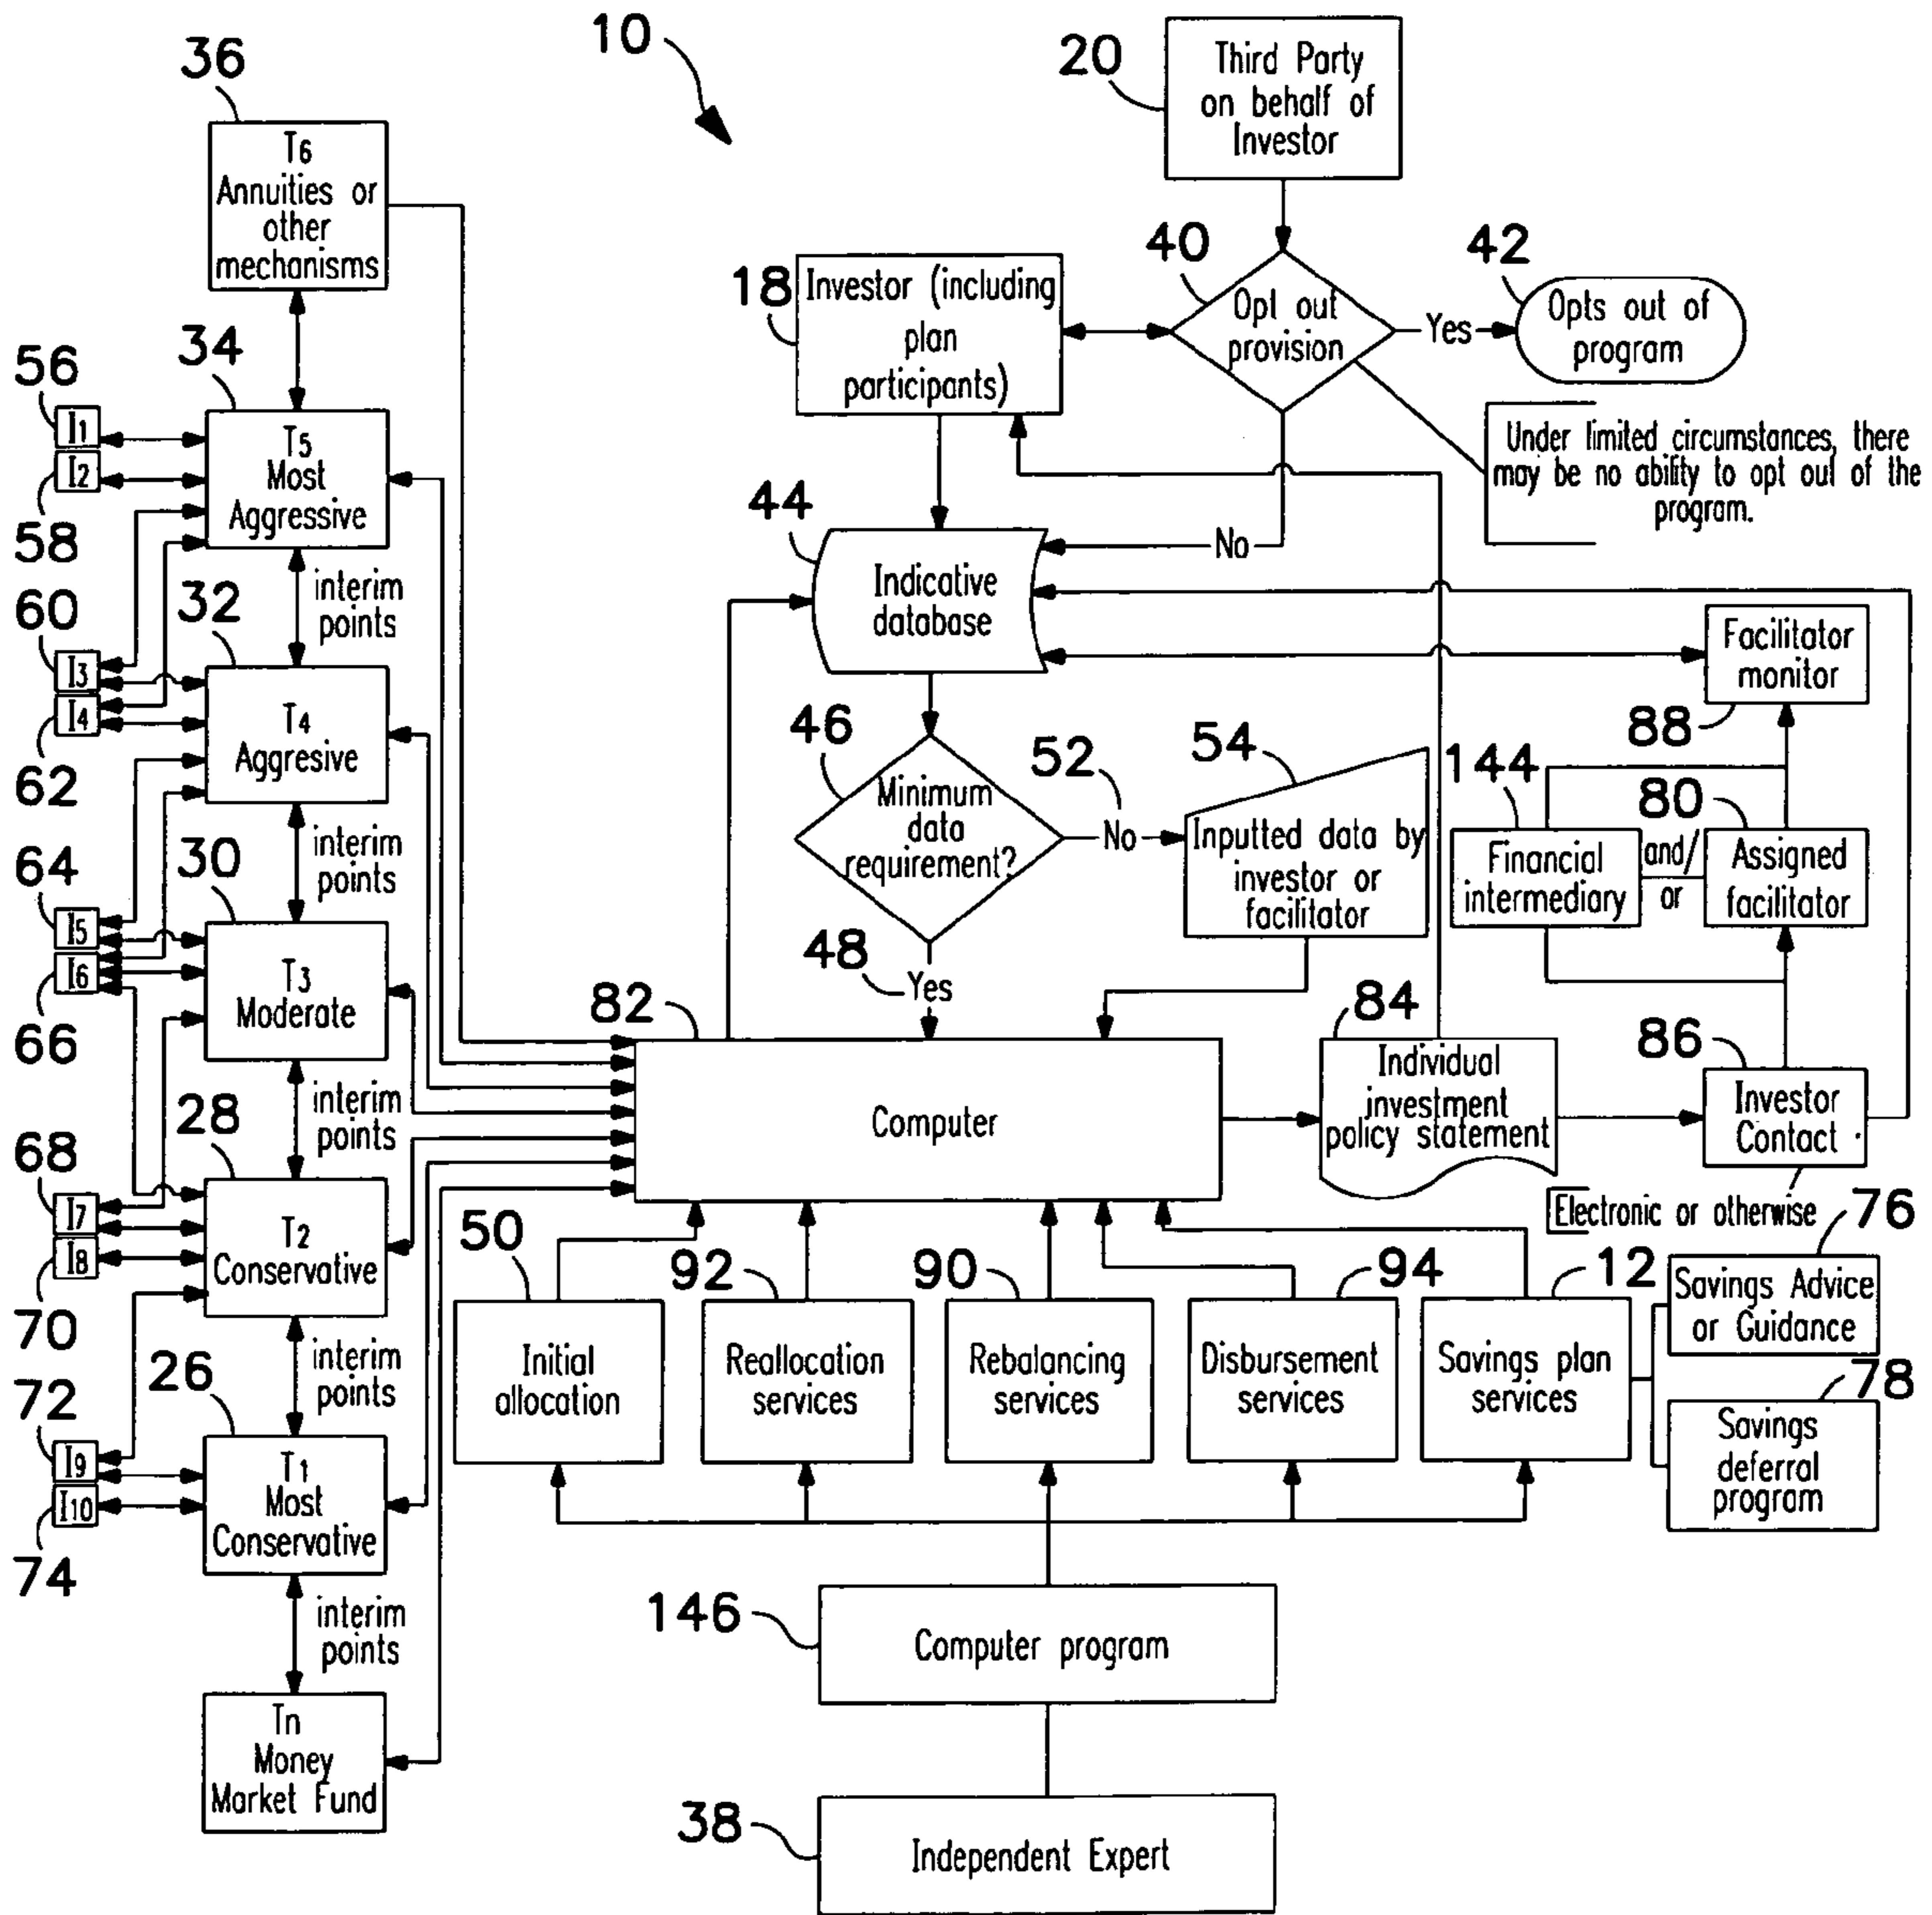 10
20
Third Party
on behalf of
Investor
36
T6
Annuities or
other
mechanisms
40
Opt out
provision
42
Opts out of
program
Yes
18
Investor (including
plan
participants)
Under limited circumstances, there
may be no ability to opt out of the
program.
No
34
T5
Most
Aggressive
56
I1
I2
58
interim
points
44
Indicative
database
32
T4
Aggresive
60
I3
I4
62
interim
points
Facilitator
monitor
88
46
Minimum
data
requirement?
52
No
54
Inputted data by
investor or
facilitator
48
Yes
144
Financial
intermediary
and/
or
80
Assigned
facilitator
30
T3
Moderate
64
I5
I6
66
interim
points
82
Computer
84
Individual
investment
policy statement
86
Investor
Contact
Electronic or otherwise
28
T2
Conservative
68
I7
I8
70
interim
points
50
Initial
allocation
92
Reallocation
services
90
Rebalancing
services
94
Disbursement
services
12
Savings plan
services
76
Savings Advice
or Guidance
78
Savings
deferral
program
26
T1
Most
Conservative
72
I9
I10
74
interim
points
Tn
Money
Market Fund
146
Computer program
38
Independent Expert